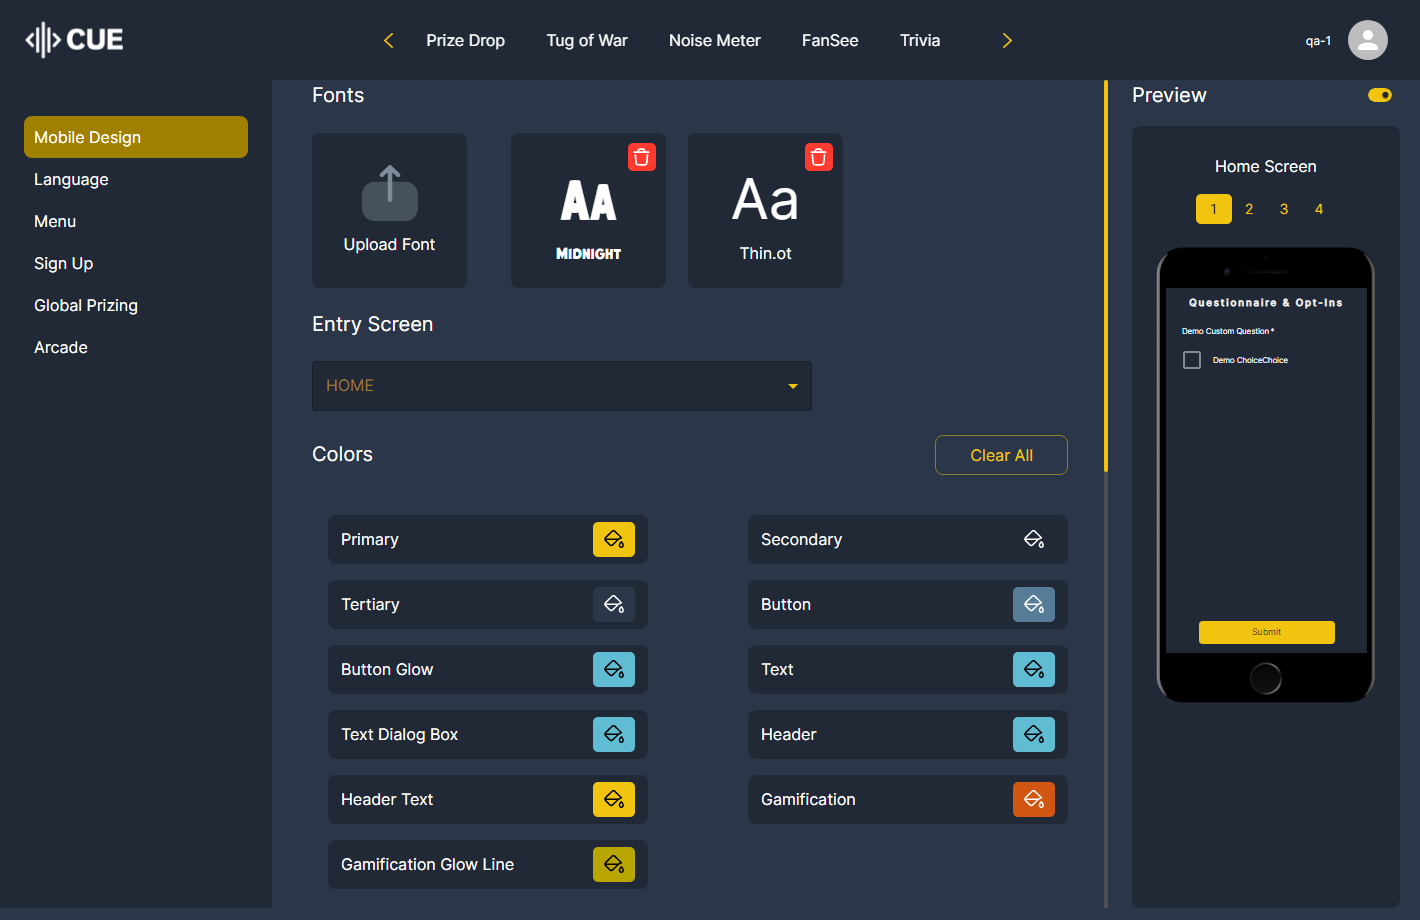 CUE
Prize Drop
Tug of War
Noise Meter
FanSee
Trivia
qa-1
Mobile Design
Language
Menu
Sign Up
Global Prizing
Arcade
Fonts
Upload Font
AA
MIDNIGHT
Aa
Thin.ot
Entry Screen
HOME
Colors
Clear All
Primary
Secondary
Tertiary
Button
Button Glow
Text
Text Dialog Box
Header
Header Text
Gamification
Gamification Glow Line
Preview
Home Screen
1 2 3 4
Questionnaire & Opt-Ins
Demo Custom Question*
Demo ChoiceChoice
Submit